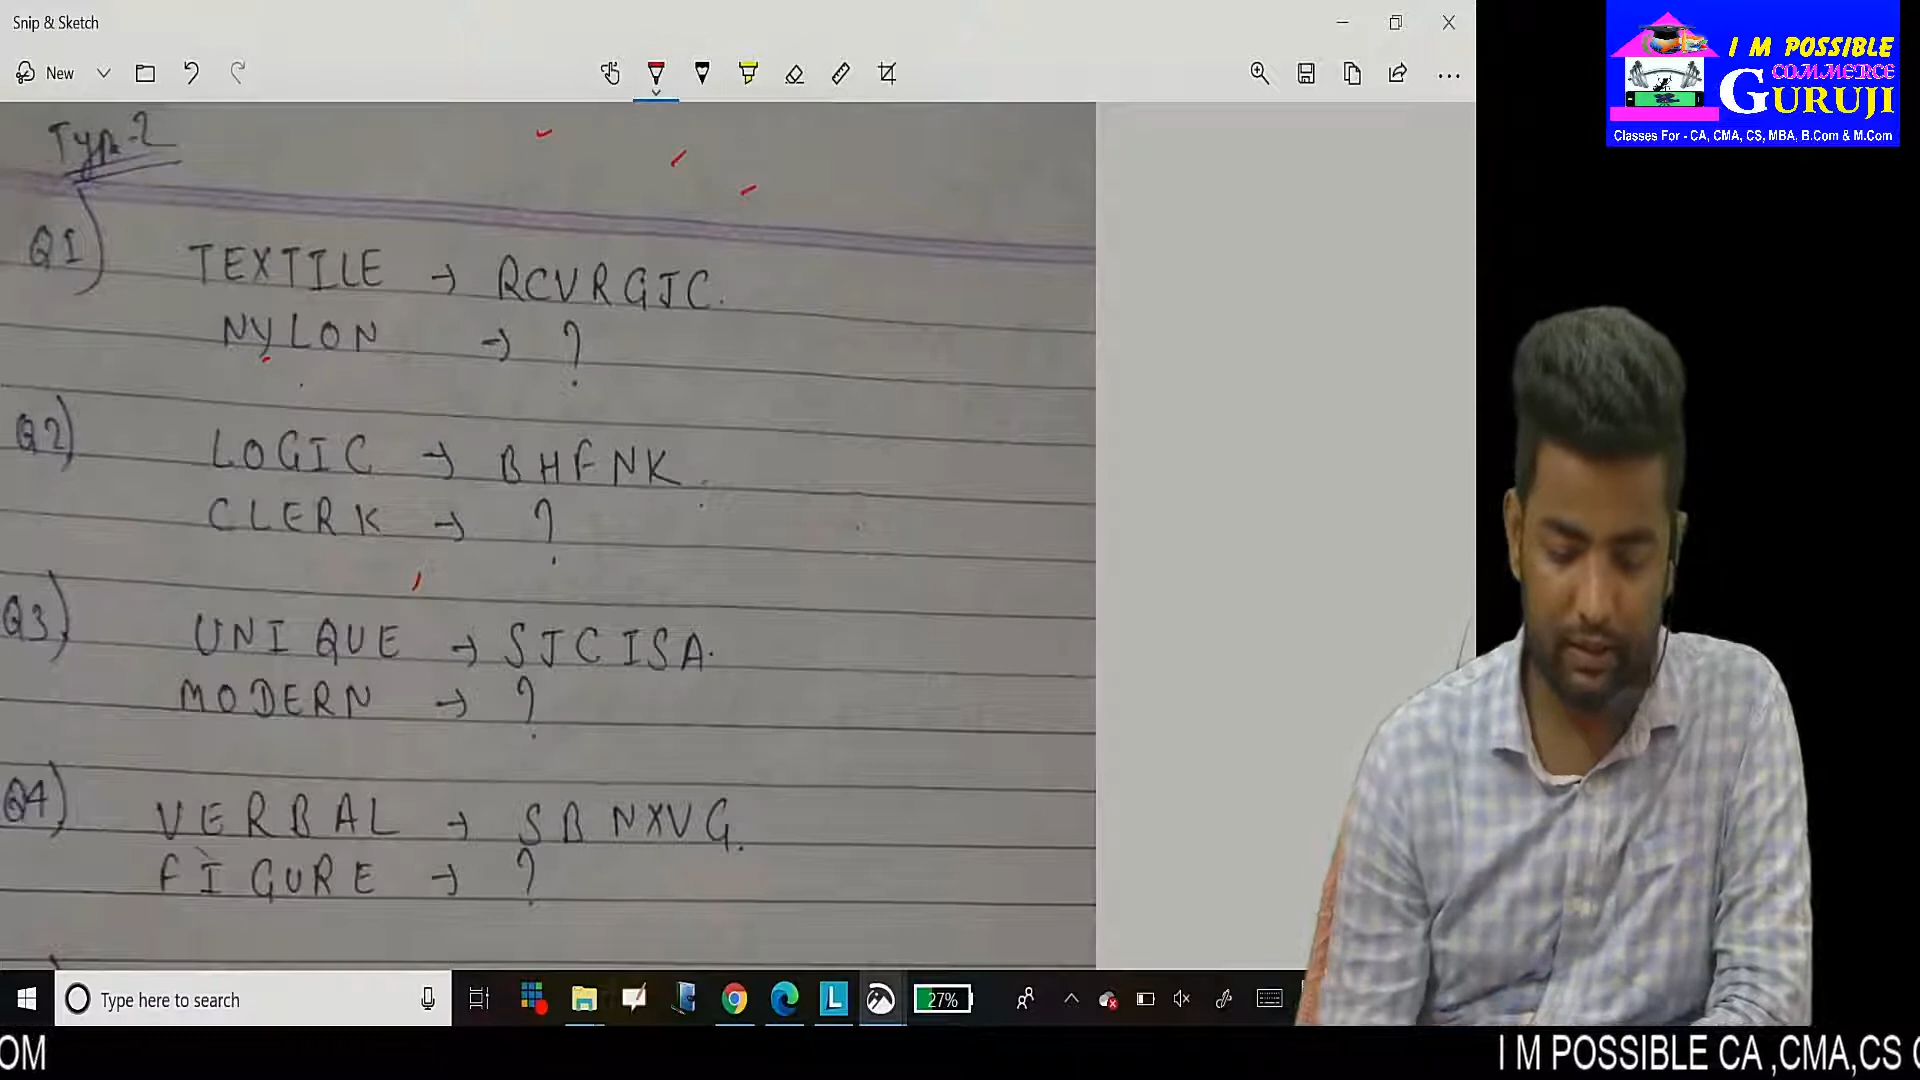 Snip & Sketch
New
I M POSSIBLE
COMMERCE
GURUJI
Classes For - CA, CMA, CS, MBA, B.Com & M.Com
Type-2
Q1) TEXTILE → RCVRGJC.
NYLON → ?
Q2) LOGIC → BHFNK.
CLERK → ?
Q3) UNIQUE → SJCISA.
MODERN → ?
Q4) VERBAL → SBNXVG.
FIGURE → ?
Type here to search
L
27%
OM
I M POSSIBLE CA ,CMA,CS